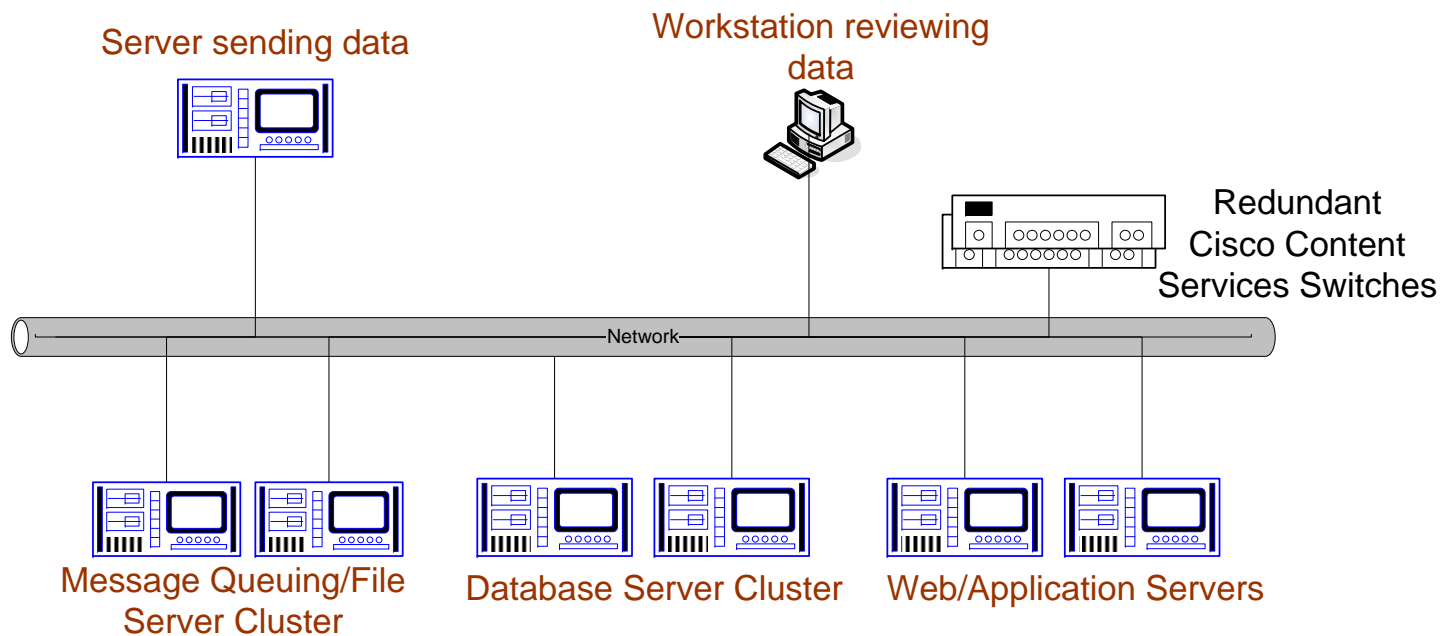 Server sending data
Workstation reviewing
data
Redundant
Cisco Content
Services Switches
Network
Message Queuing/File
Server Cluster
Database Server Cluster
Web/Application Servers